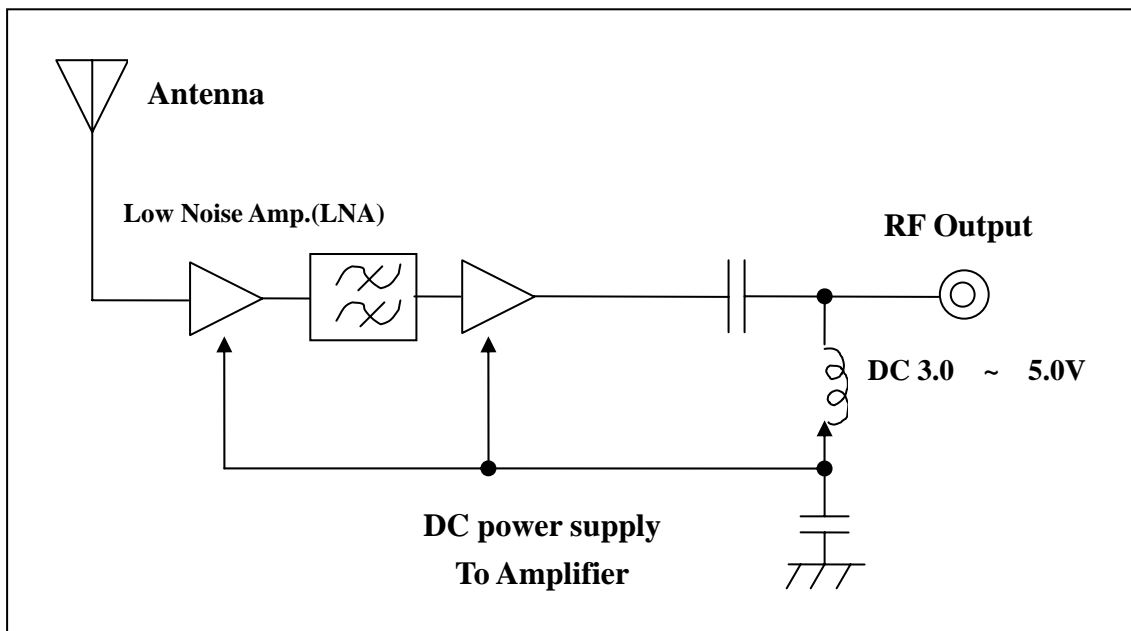 Antenna
Low Noise Amp.(LNA)
RF Output
DC 3.0 ~ 5.0V
DC power supply
To Amplifier